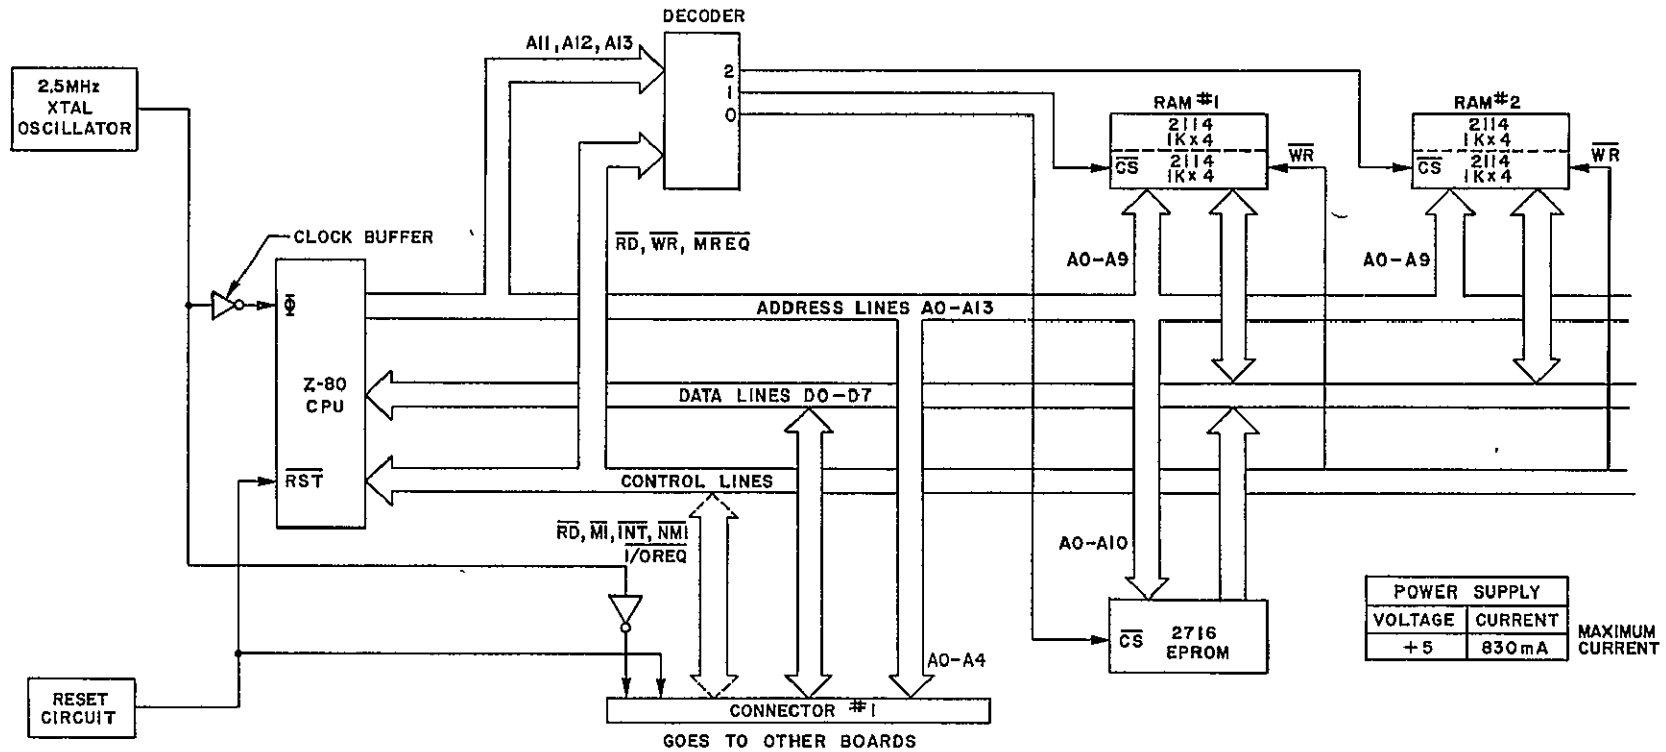 DECODER
A11, A12, A13
2.5MHz
XTAL
OSCILLATOR
2
1
0
RAM #1
2114
1K x 4
2114
1K x 4
CS
WR
RAM #2
2114
1K x 4
2114
1K x 4
CS
WR
CLOCK BUFFER
RD, WR, MREQ
A0-A9
A0-A9
Φ
ADDRESS LINES A0-A13
Z-80
CPU
DATA LINES D0-D7
RST
CONTROL LINES
RD, M1, INT, NMI
I/OREQ
A0-A10
POWER SUPPLY
VOLTAGE CURRENT
+5 830mA
MAXIMUM
CURRENT
CS
2716
EPROM
A0-A4
RESET
CIRCUIT
CONNECTOR #1
GOES TO OTHER BOARDS